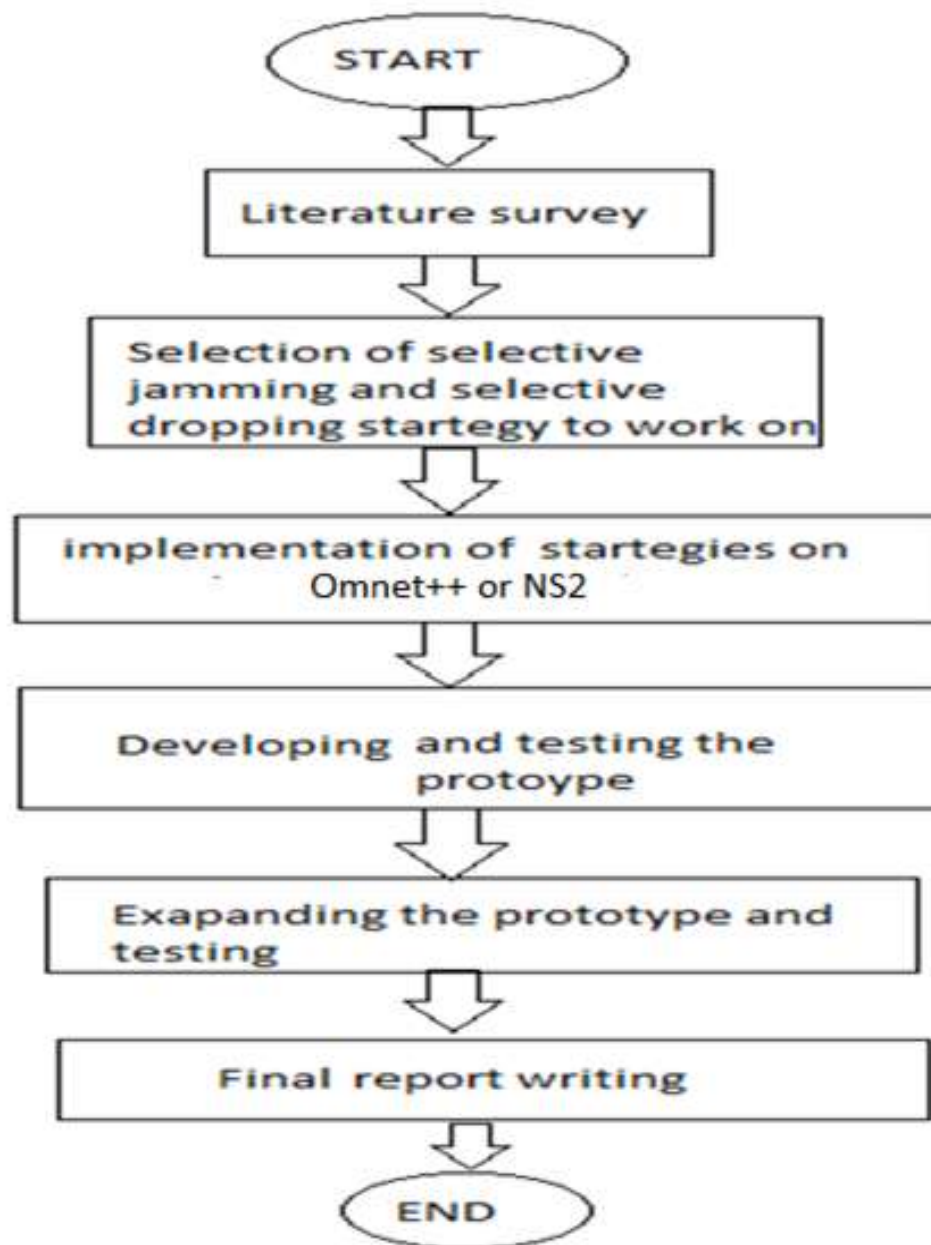 START
Literature survey
Selection of selective
jamming and selective
dropping startegy to work on
implementation of startegies on
Omnet++ or NS2
Developing and testing the
protoype
Exapanding the prototype and
testing
Final report writing
END